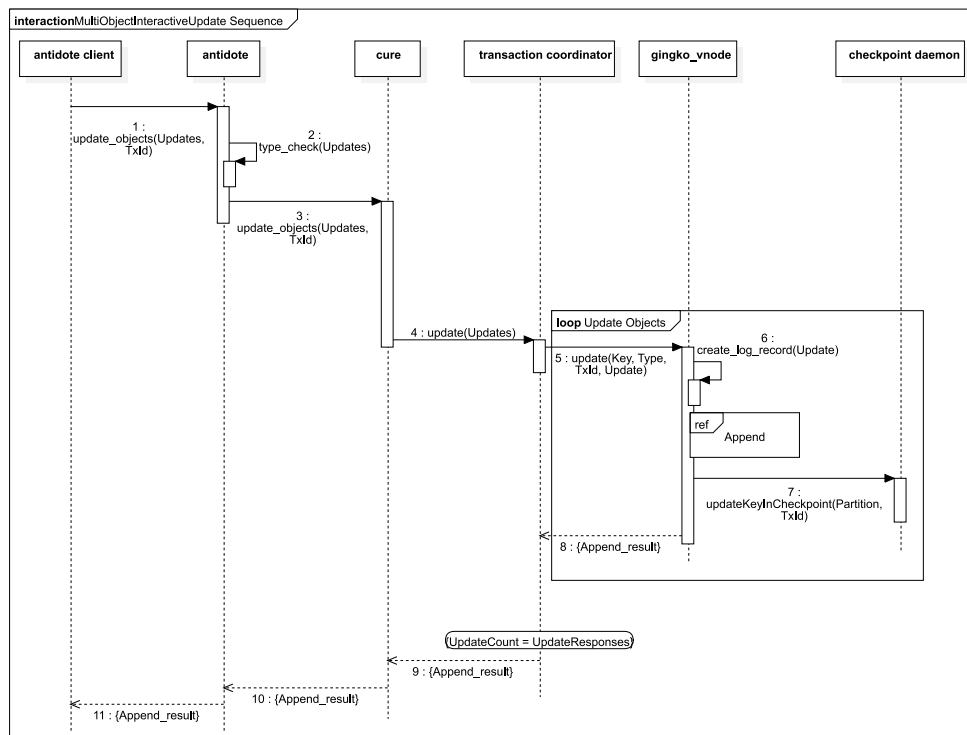 interactionMultiObjectInteractiveUpdate Sequence
antidote client
antidote
cure
transaction coordinator
gingko_vnode
checkpoint daemon
1 :
update_objects(Updates,
TxId)
2 :
type_check(Updates)
3 :
update_objects(Updates,
TxId)
4 : update(Updates)
loop Update Objects
5 : update(Key, Type,
TxId, Update)
6 :
create_log_record(Update)
ref
Append
7 :
updateKeyInCheckpoint(Partition,
TxId)
8 : {Append_result}
{UpdateCount = UpdateResponses}
9 : {Append_result}
10 : {Append_result}
11 : {Append_result}